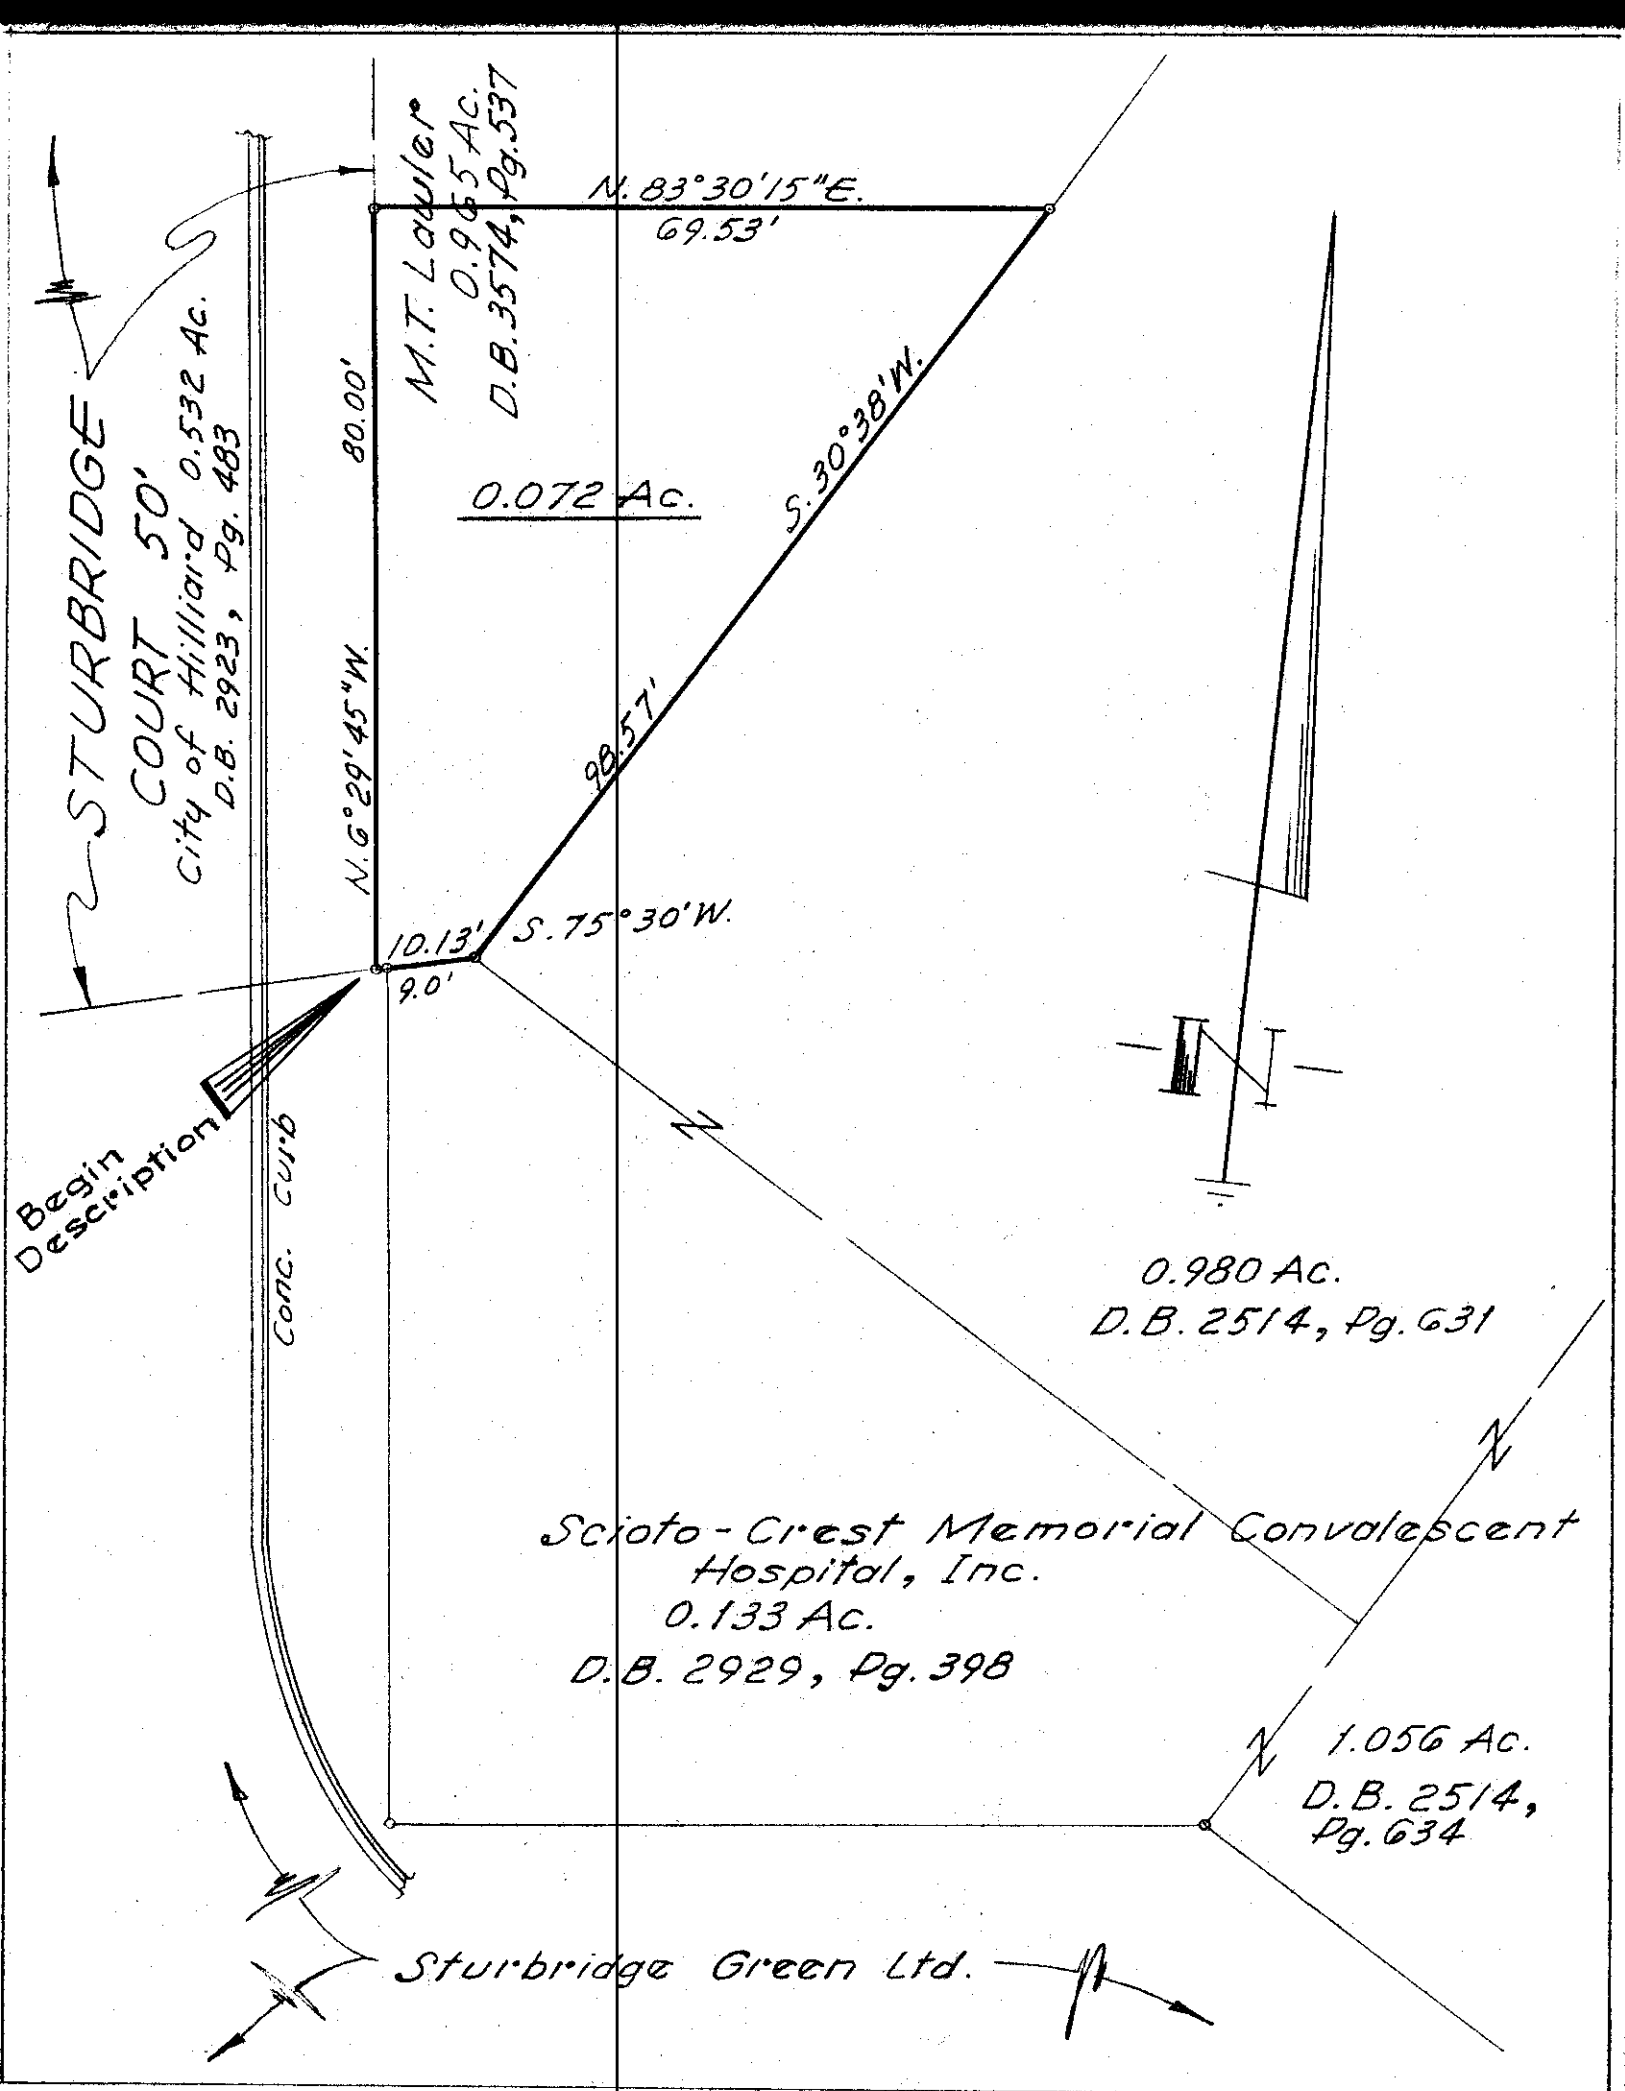 STURBRIDGE
COURT 50'
City of Hilliard 0.532 Ac.
D.B. 2923, Pg. 483
M.T. Lawler
0.965 Ac.
D.B. 3574, Pg. 537
N. 83° 30' 15" E.
69.53'
80.00'
N. 6° 29' 45" W.
0.072 Ac.
S. 30° 38' W.
98.57'
10.13'
S. 75° 30' W.
9.0'
Begin
Description
Conc. Curb
N
0.980 Ac.
D.B. 2514, Pg. 631
Scioto - Crest Memorial Convalescent
Hospital, Inc.
0.133 Ac.
D.B. 2929, Pg. 398
1.056 Ac.
D.B. 2514,
Pg. 634
Sturbridge Green Ltd.